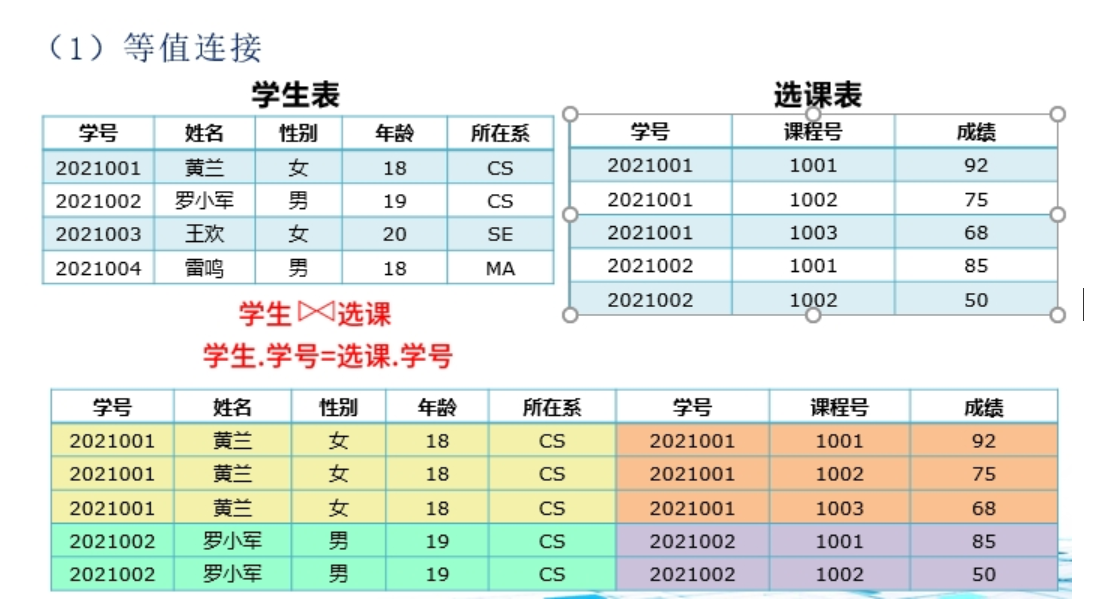 （1）等值连接
学生表
学号 姓名 性别 年龄 所在系
2021001 黄兰 女 18 CS
2021002 罗小军 男 19 CS
2021003 王欢 女 20 SE
2021004 雷鸣 男 18 MA
选课表
学号 课程号 成绩
2021001 1001 92
2021001 1002 75
2021001 1003 68
2021002 1001 85
2021002 1002 50
学生⋈选课
学生.学号=选课.学号
学号 姓名 性别 年龄 所在系 学号 课程号 成绩
2021001 黄兰 女 18 CS 2021001 1001 92
2021001 黄兰 女 18 CS 2021001 1002 75
2021001 黄兰 女 18 CS 2021001 1003 68
2021002 罗小军 男 19 CS 2021002 1001 85
2021002 罗小军 男 19 CS 2021002 1002 50